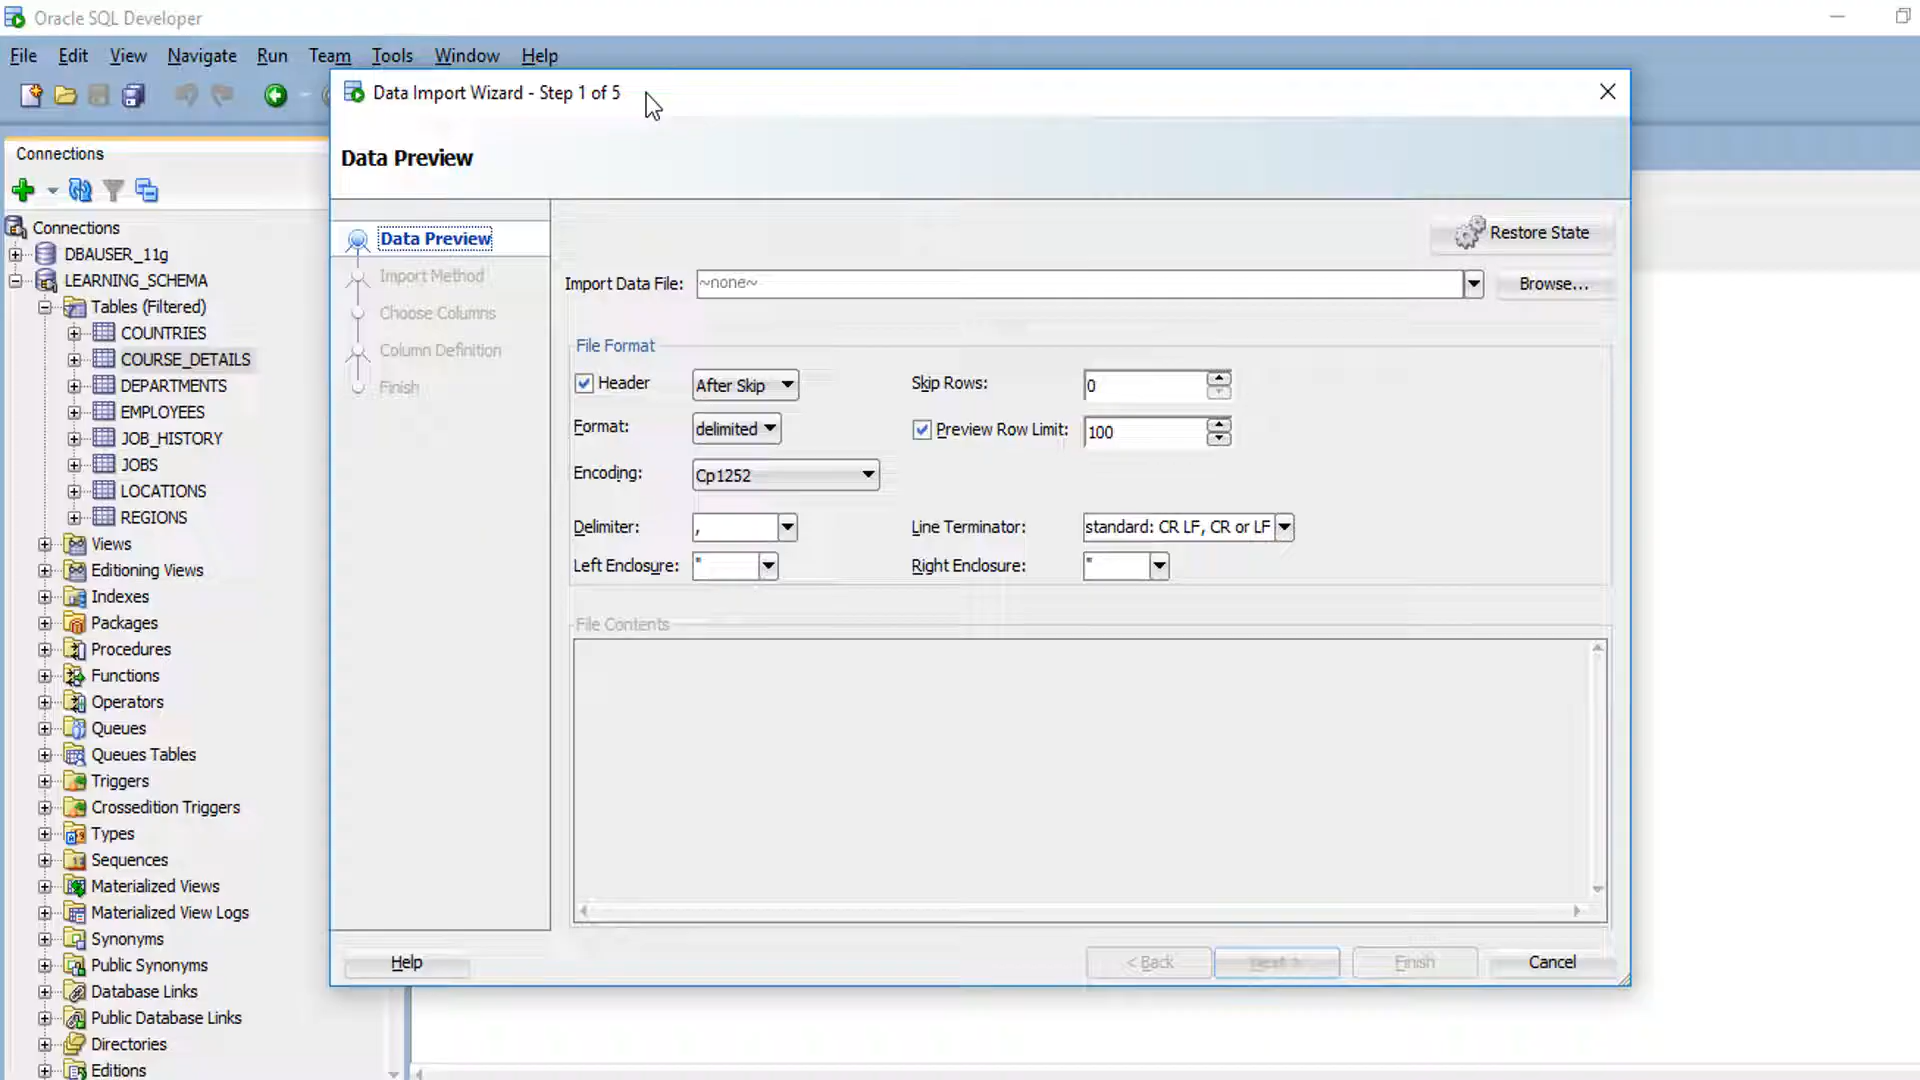 Oracle SQL Developer
File Edit View Navigate Run Team Tools Window Help
Data Import Wizard - Step 1 of 5
Data Preview
Connections
Connections
DBAUSER_11g
LEARNING_SCHEMA
Tables (Filtered)
COUNTRIES
COURSE_DETAILS
DEPARTMENTS
EMPLOYEES
JOB_HISTORY
JOBS
LOCATIONS
REGIONS
Views
Editioning Views
Indexes
Packages
Procedures
Functions
Operators
Queues
Queues Tables
Triggers
Crossedition Triggers
Types
Sequences
Materialized Views
Materialized View Logs
Synonyms
Public Synonyms
Database Links
Public Database Links
Directories
Editions
Data Preview
Import Method
Choose Columns
Column Definition
Finish
Restore State
Import Data File: ~none~ Browse...
File Format
Header After Skip Skip Rows: 0
Format: delimited Preview Row Limit: 100
Encoding: Cp1252
Delimiter: , Line Terminator: standard: CR LF, CR or LF
Left Enclosure: " Right Enclosure: "
File Contents
Help < Back Next > Finish Cancel